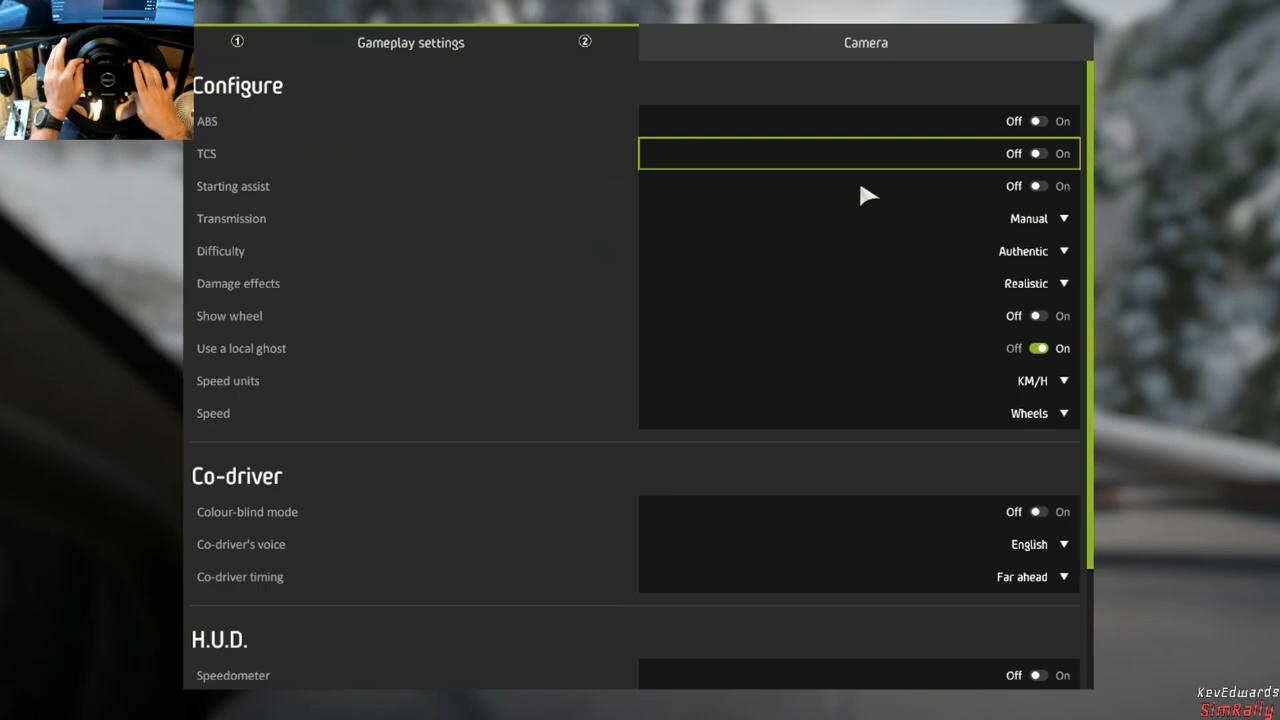 ① Gameplay settings ② Camera
Configure
ABS Off On
TCS Off On
Starting assist Off On
Transmission Manual
Difficulty Authentic
Damage effects Realistic
Show wheel Off On
Use a local ghost Off On
Speed units KM/H
Speed Wheels
Co-driver
Colour-blind mode Off On
Co-driver's voice English
Co-driver timing Far ahead
H.U.D.
Speedometer Off On
KevEdwards
SimRally